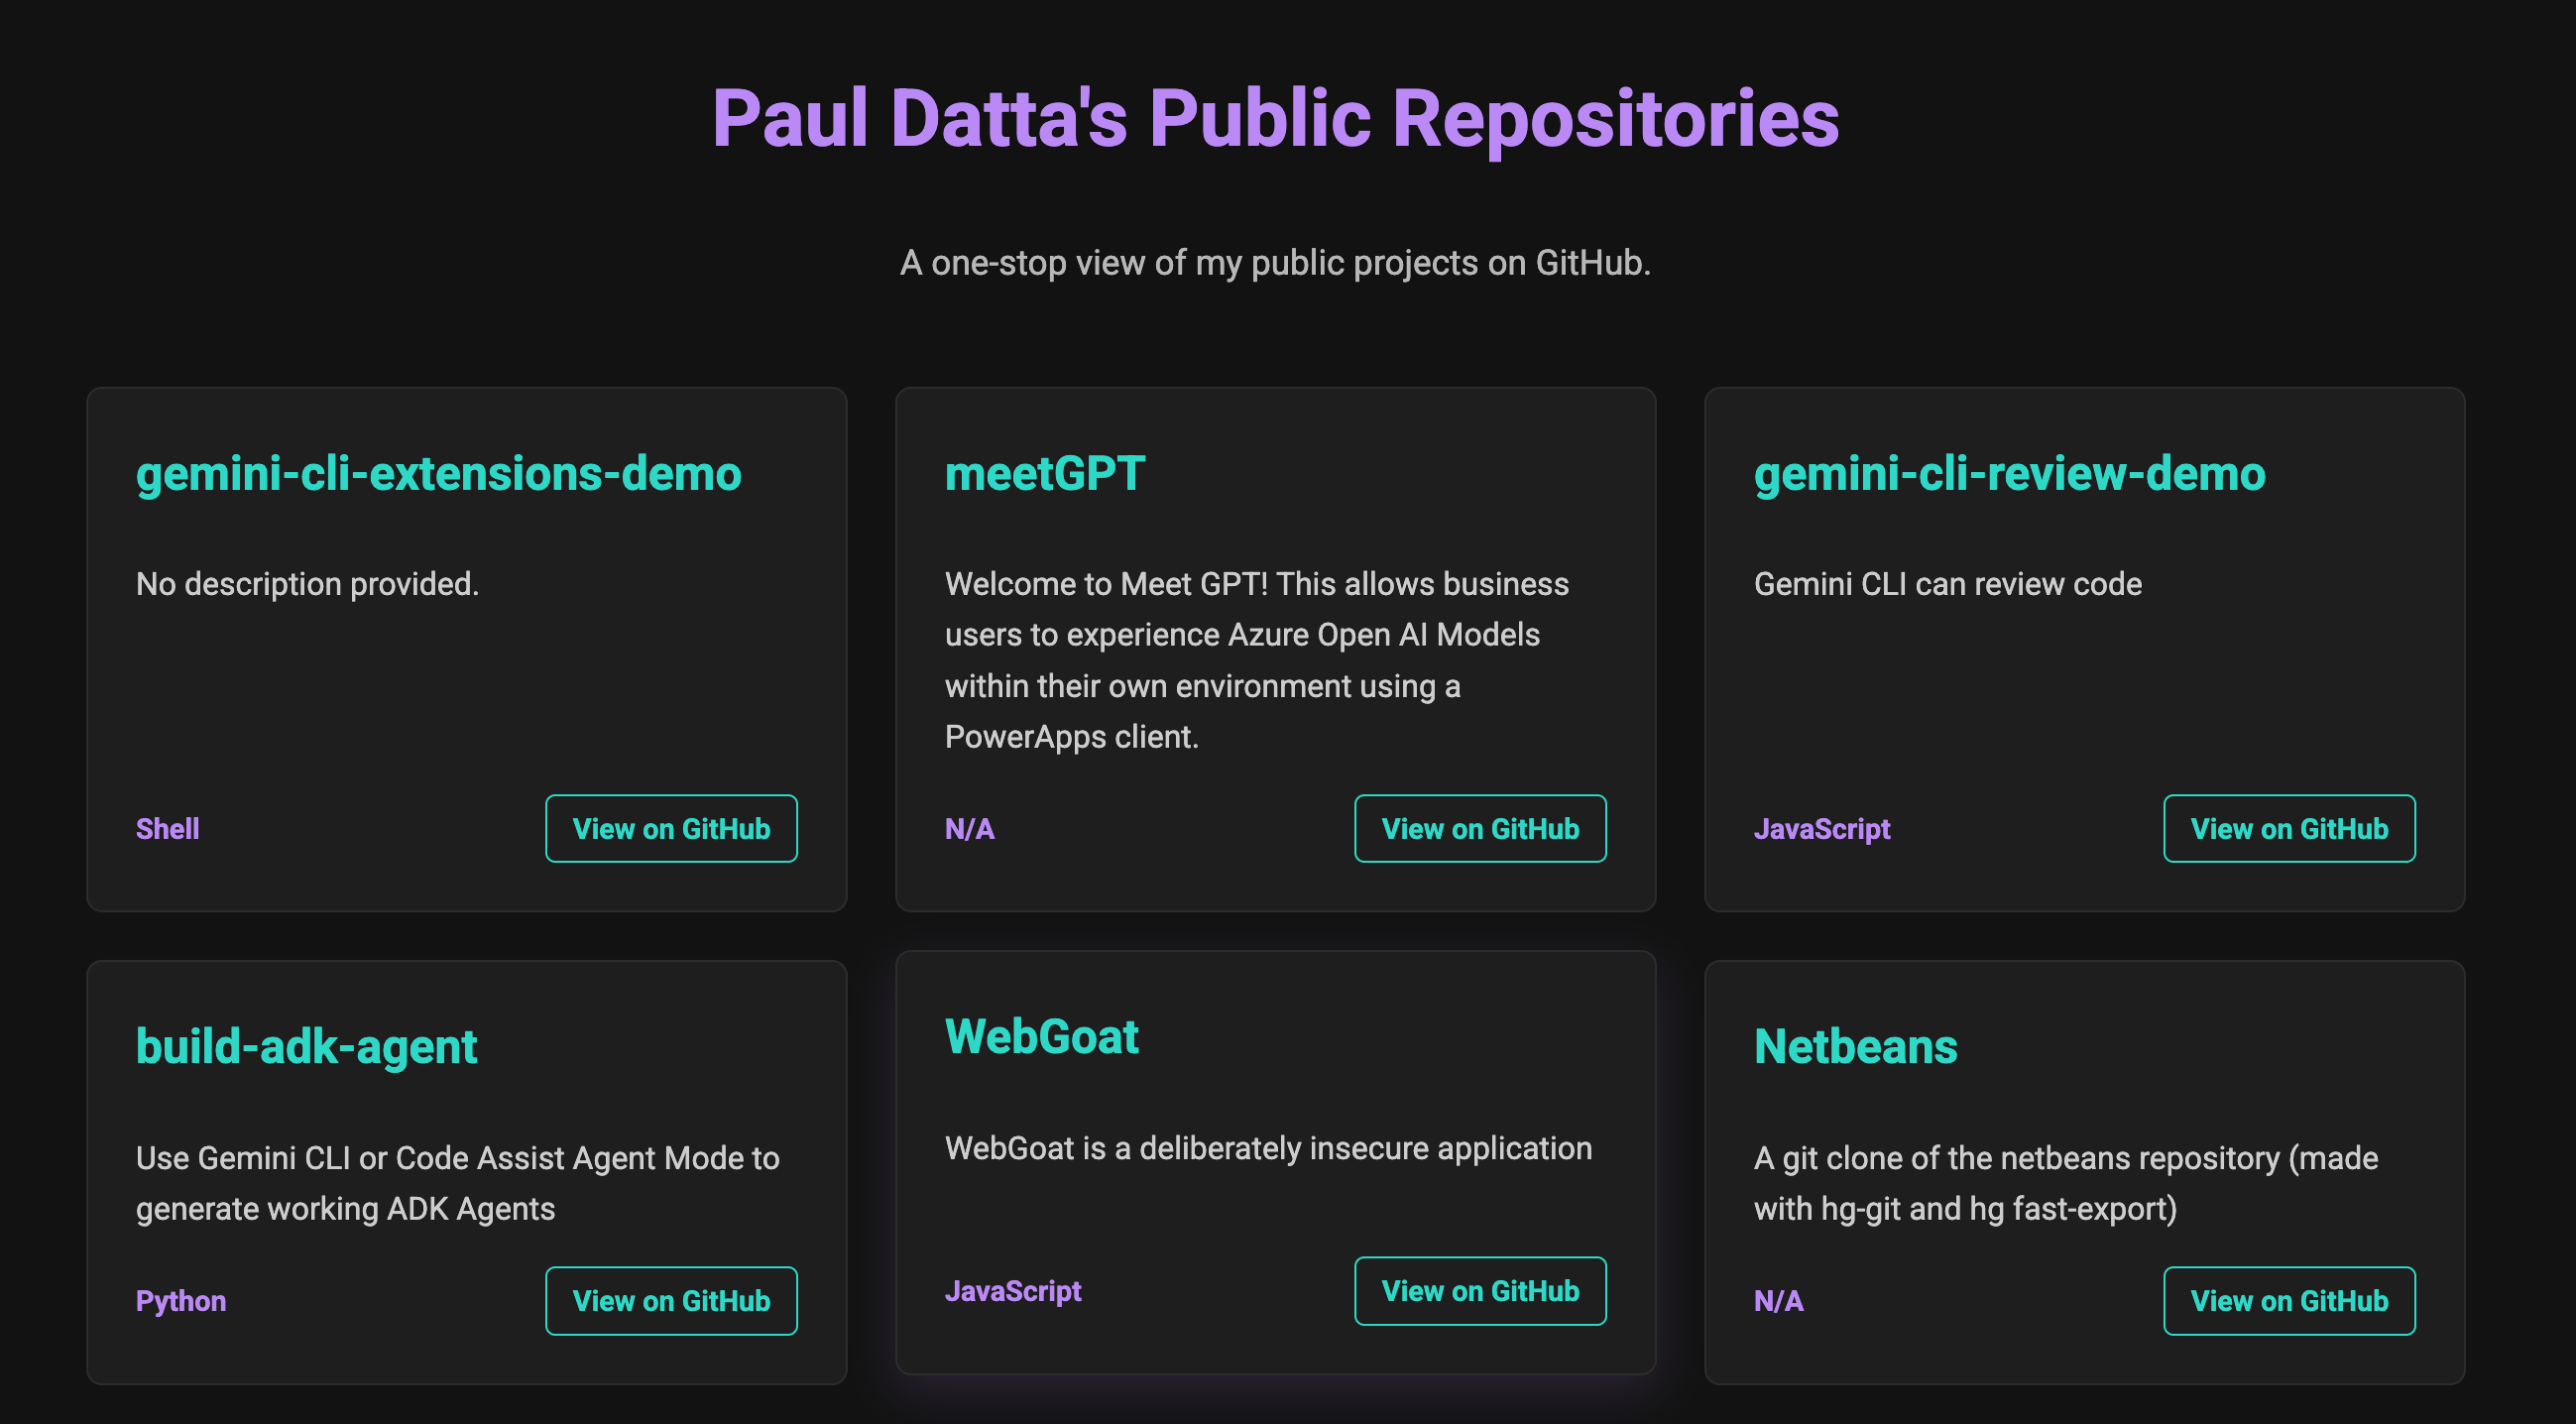 Paul Datta's Public Repositories
A one-stop view of my public projects on GitHub.
gemini-cli-extensions-demo
No description provided.
Shell
View on GitHub
meetGPT
Welcome to Meet GPT! This allows business
users to experience Azure Open AI Models
within their own environment using a
PowerApps client.
N/A
View on GitHub
gemini-cli-review-demo
Gemini CLI can review code
JavaScript
View on GitHub
build-adk-agent
Use Gemini CLI or Code Assist Agent Mode to
generate working ADK Agents
Python
View on GitHub
WebGoat
WebGoat is a deliberately insecure application
JavaScript
View on GitHub
Netbeans
A git clone of the netbeans repository (made
with hg-git and hg fast-export)
N/A
View on GitHub